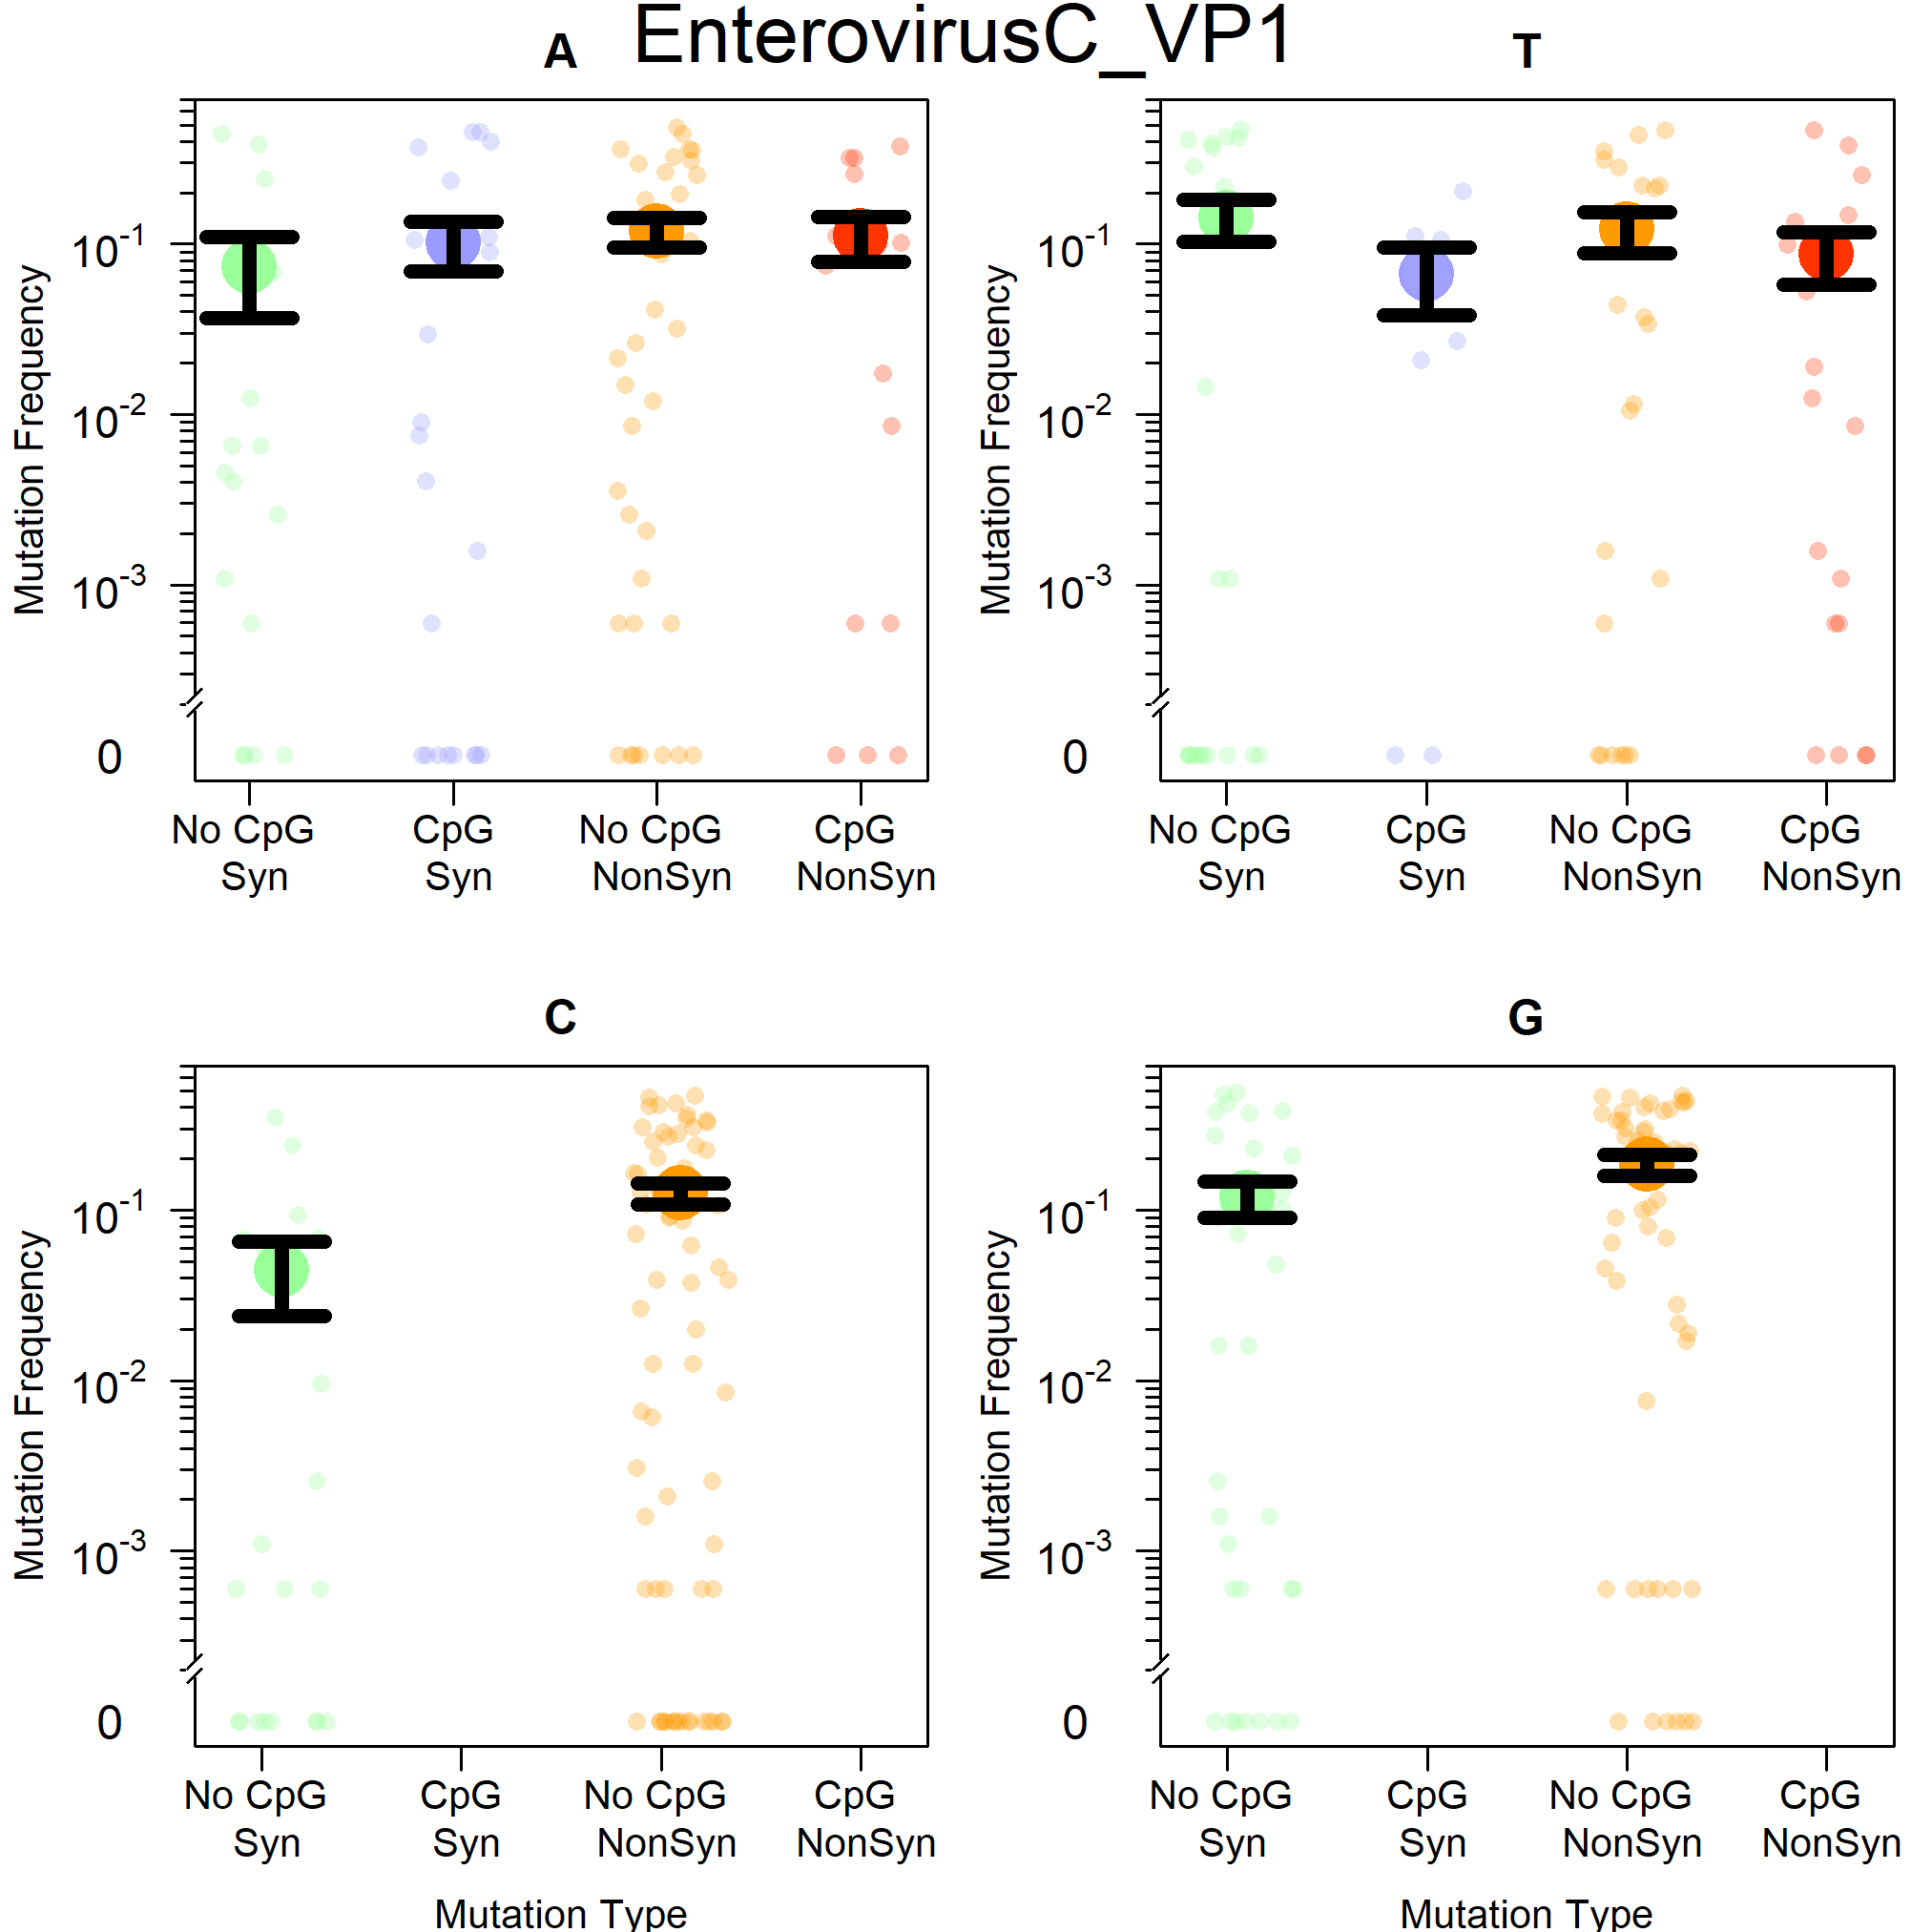 EnterovirusC_VP1
A
T
Mutation Frequency
10-1
10-2
10-3
0
No CpG
Syn
CpG
Syn
No CpG
NonSyn
CpG
NonSyn
Mutation Frequency
10-1
10-2
10-3
0
No CpG
Syn
CpG
Syn
No CpG
NonSyn
CpG
NonSyn
C
G
Mutation Frequency
10-1
10-2
10-3
0
No CpG
Syn
CpG
Syn
No CpG
NonSyn
CpG
NonSyn
Mutation Type
Mutation Frequency
10-1
10-2
10-3
0
No CpG
Syn
CpG
Syn
No CpG
NonSyn
CpG
NonSyn
Mutation Type